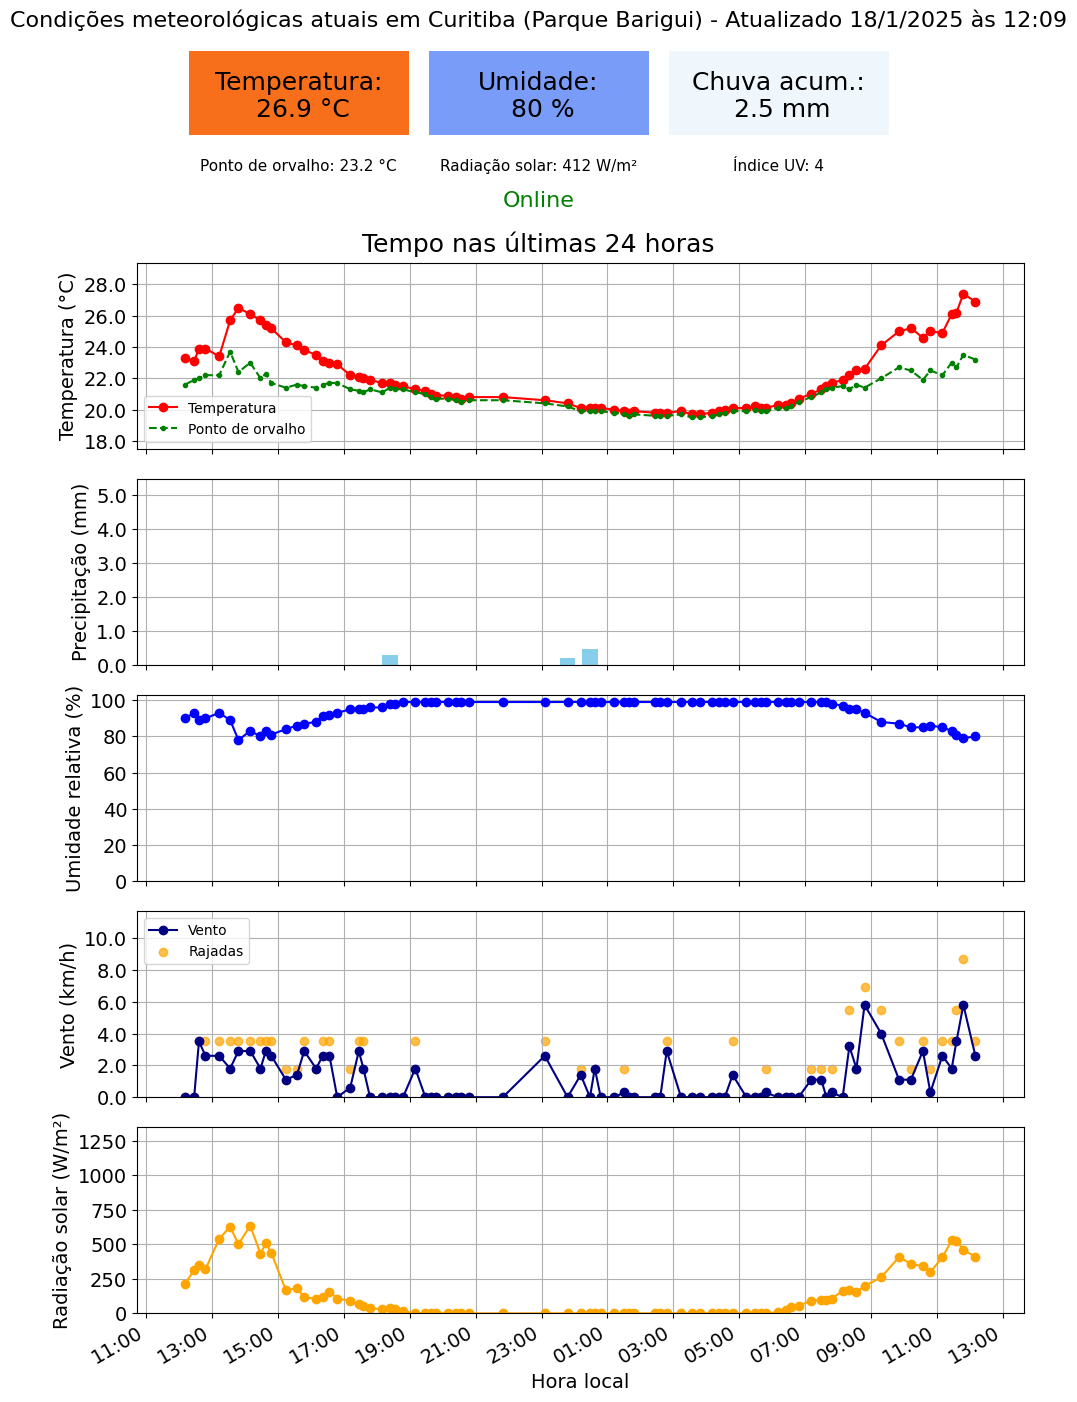 Condições meteorológicas atuais em Curitiba (Parque Barigui) - Atualizado 18/1/2025 às 12:09
Temperatura:
26.9 °C
Umidade:
80 %
Chuva acum.:
2.5 mm
Ponto de orvalho: 23.2 °C
Radiação solar: 412 W/m²
Índice UV: 4
Online
Tempo nas últimas 24 horas
Temperatura (°C)
28.0
26.0
24.0
22.0
20.0
18.0
Temperatura
Ponto de orvalho
Precipitação (mm)
5.0
4.0
3.0
2.0
1.0
0.0
Umidade relativa (%)
100
80
60
40
20
0
Vento (km/h)
10.0
8.0
6.0
4.0
2.0
0.0
Vento
Rajadas
Radiação solar (W/m²)
1250
1000
750
500
250
0
11:00
13:00
15:00
17:00
19:00
21:00
23:00
01:00
03:00
05:00
07:00
09:00
11:00
13:00
Hora local